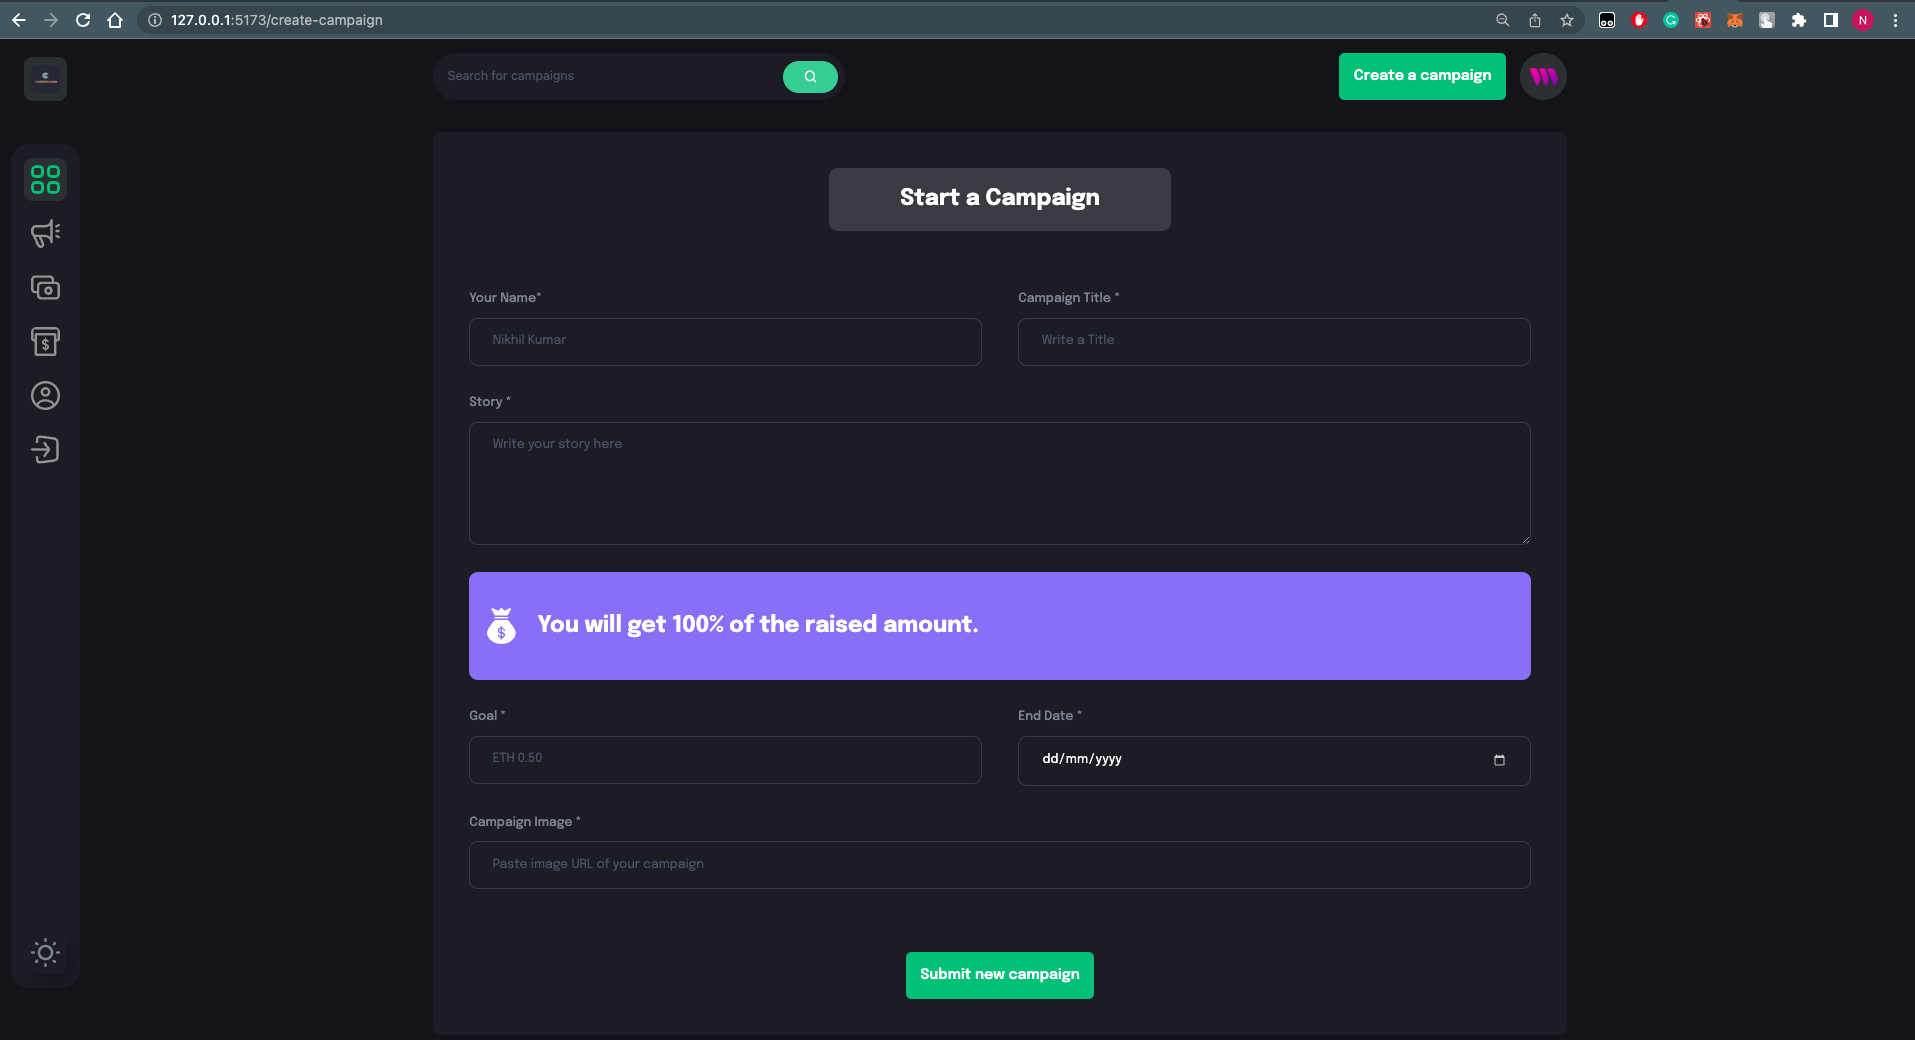 127.0.0.1:5173/create-campaign
N
Search for campaigns
Create a campaign
Start a Campaign
Your Name*
Campaign Title *
Nikhil Kumar
Write a Title
Story *
Write your story here
$
You will get 100% of the raised amount.
Goal *
End Date *
ETH 0.50
dd/mm/yyyy
Campaign Image *
Paste image URL of your campaign
Submit new campaign